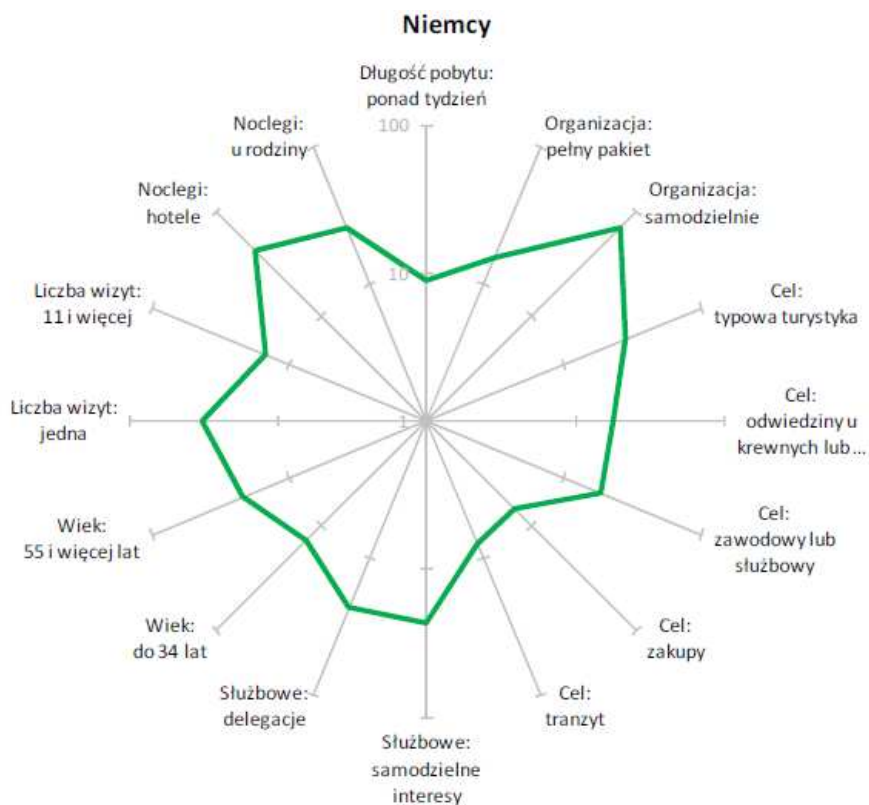 Niemcy
Długość pobytu:
ponad tydzień
Organizacja:
pełny pakiet
Organizacja:
samodzielnie
Cel:
typowa turystyka
Cel:
odwiedziny u
krewnych lub ...
Cel:
zawodowy lub
służbowy
Cel:
zakupy
Cel:
tranzyt
Służbowe:
samodzielne
interesy
Służbowe:
delegacje
Wiek:
do 34 lat
Wiek:
55 i więcej lat
Liczba wizyt:
jedna
Liczba wizyt:
11 i więcej
Noclegi:
hotele
Noclegi:
u rodziny
100
10
1